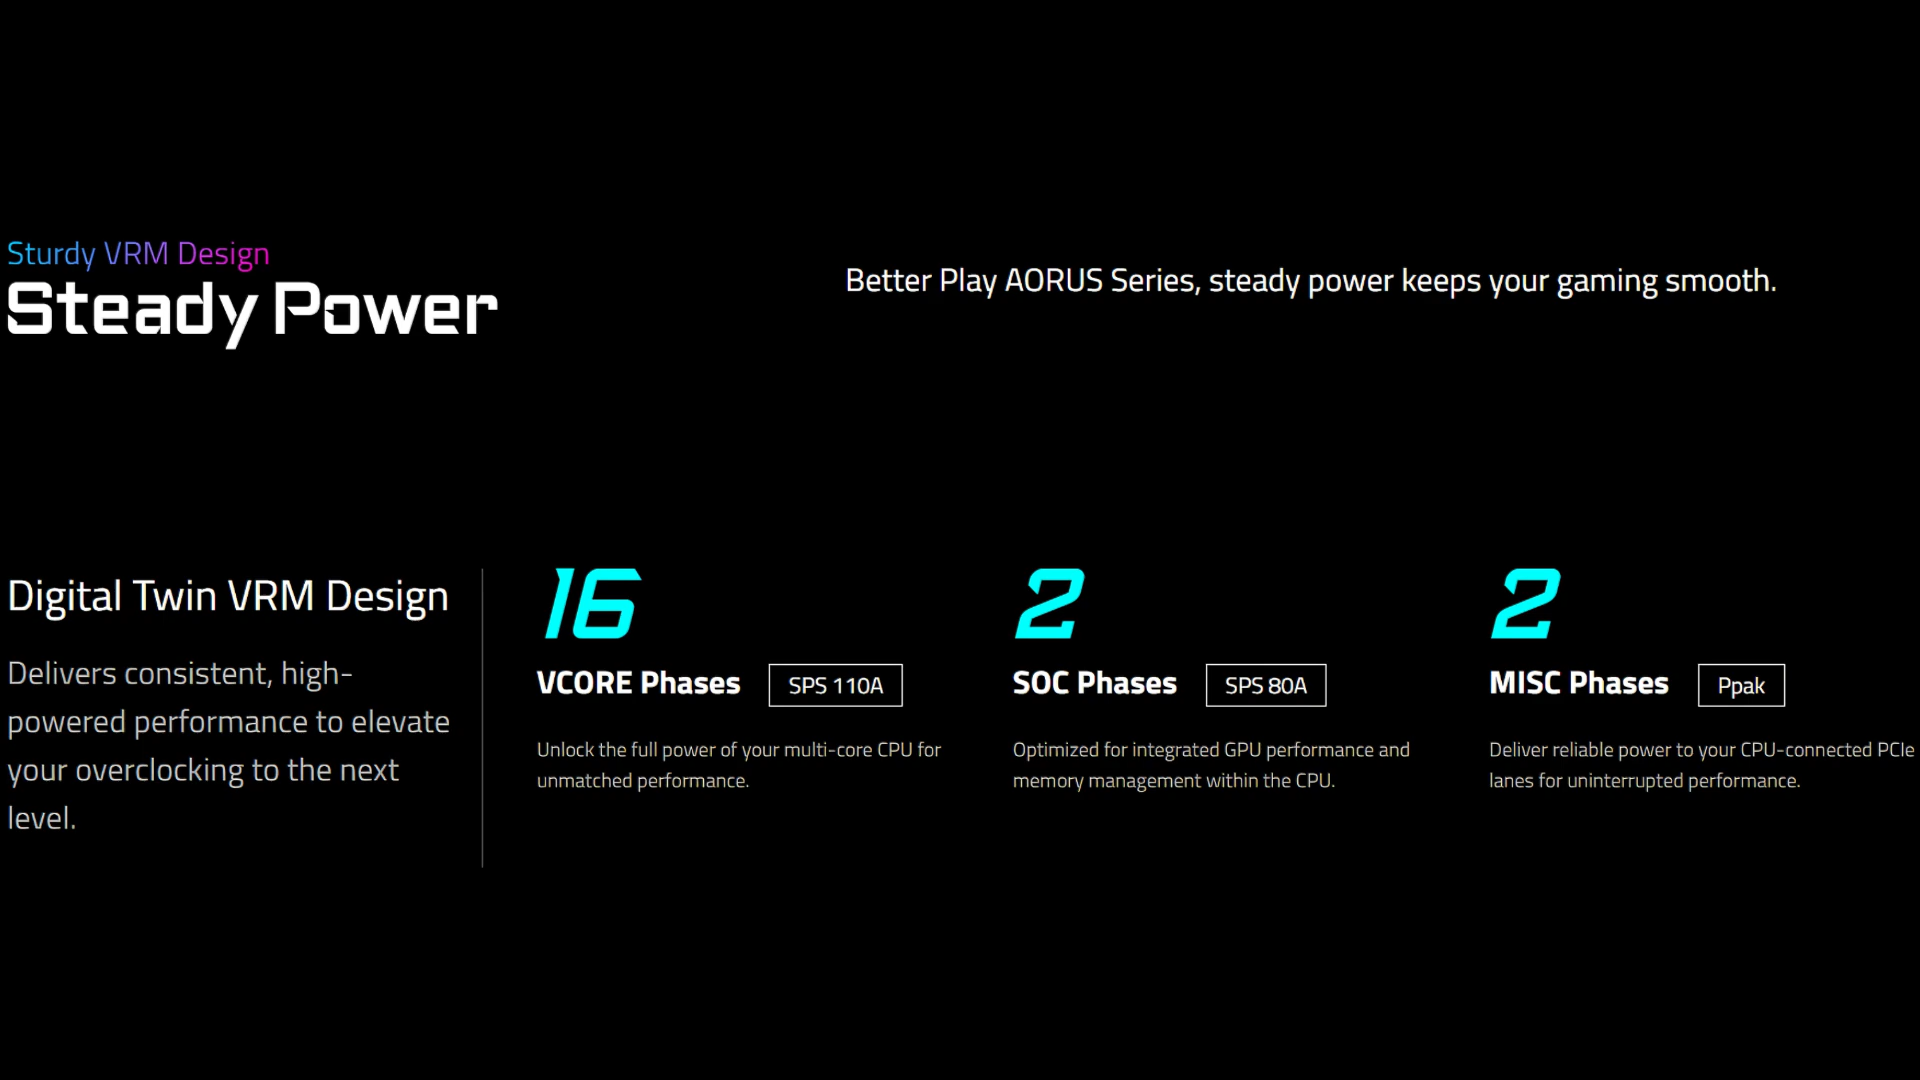 Sturdy VRM Design
Steady Power
Better Play AORUS Series, steady power keeps your gaming smooth.
Digital Twin VRM Design
Delivers consistent, high-
powered performance to elevate
your overclocking to the next
level.
16
VCORE Phases SPS 110A
Unlock the full power of your multi-core CPU for
unmatched performance.
2
SOC Phases SPS 80A
Optimized for integrated GPU performance and
memory management within the CPU.
2
MISC Phases Ppak
Deliver reliable power to your CPU-connected PCIe
lanes for uninterrupted performance.